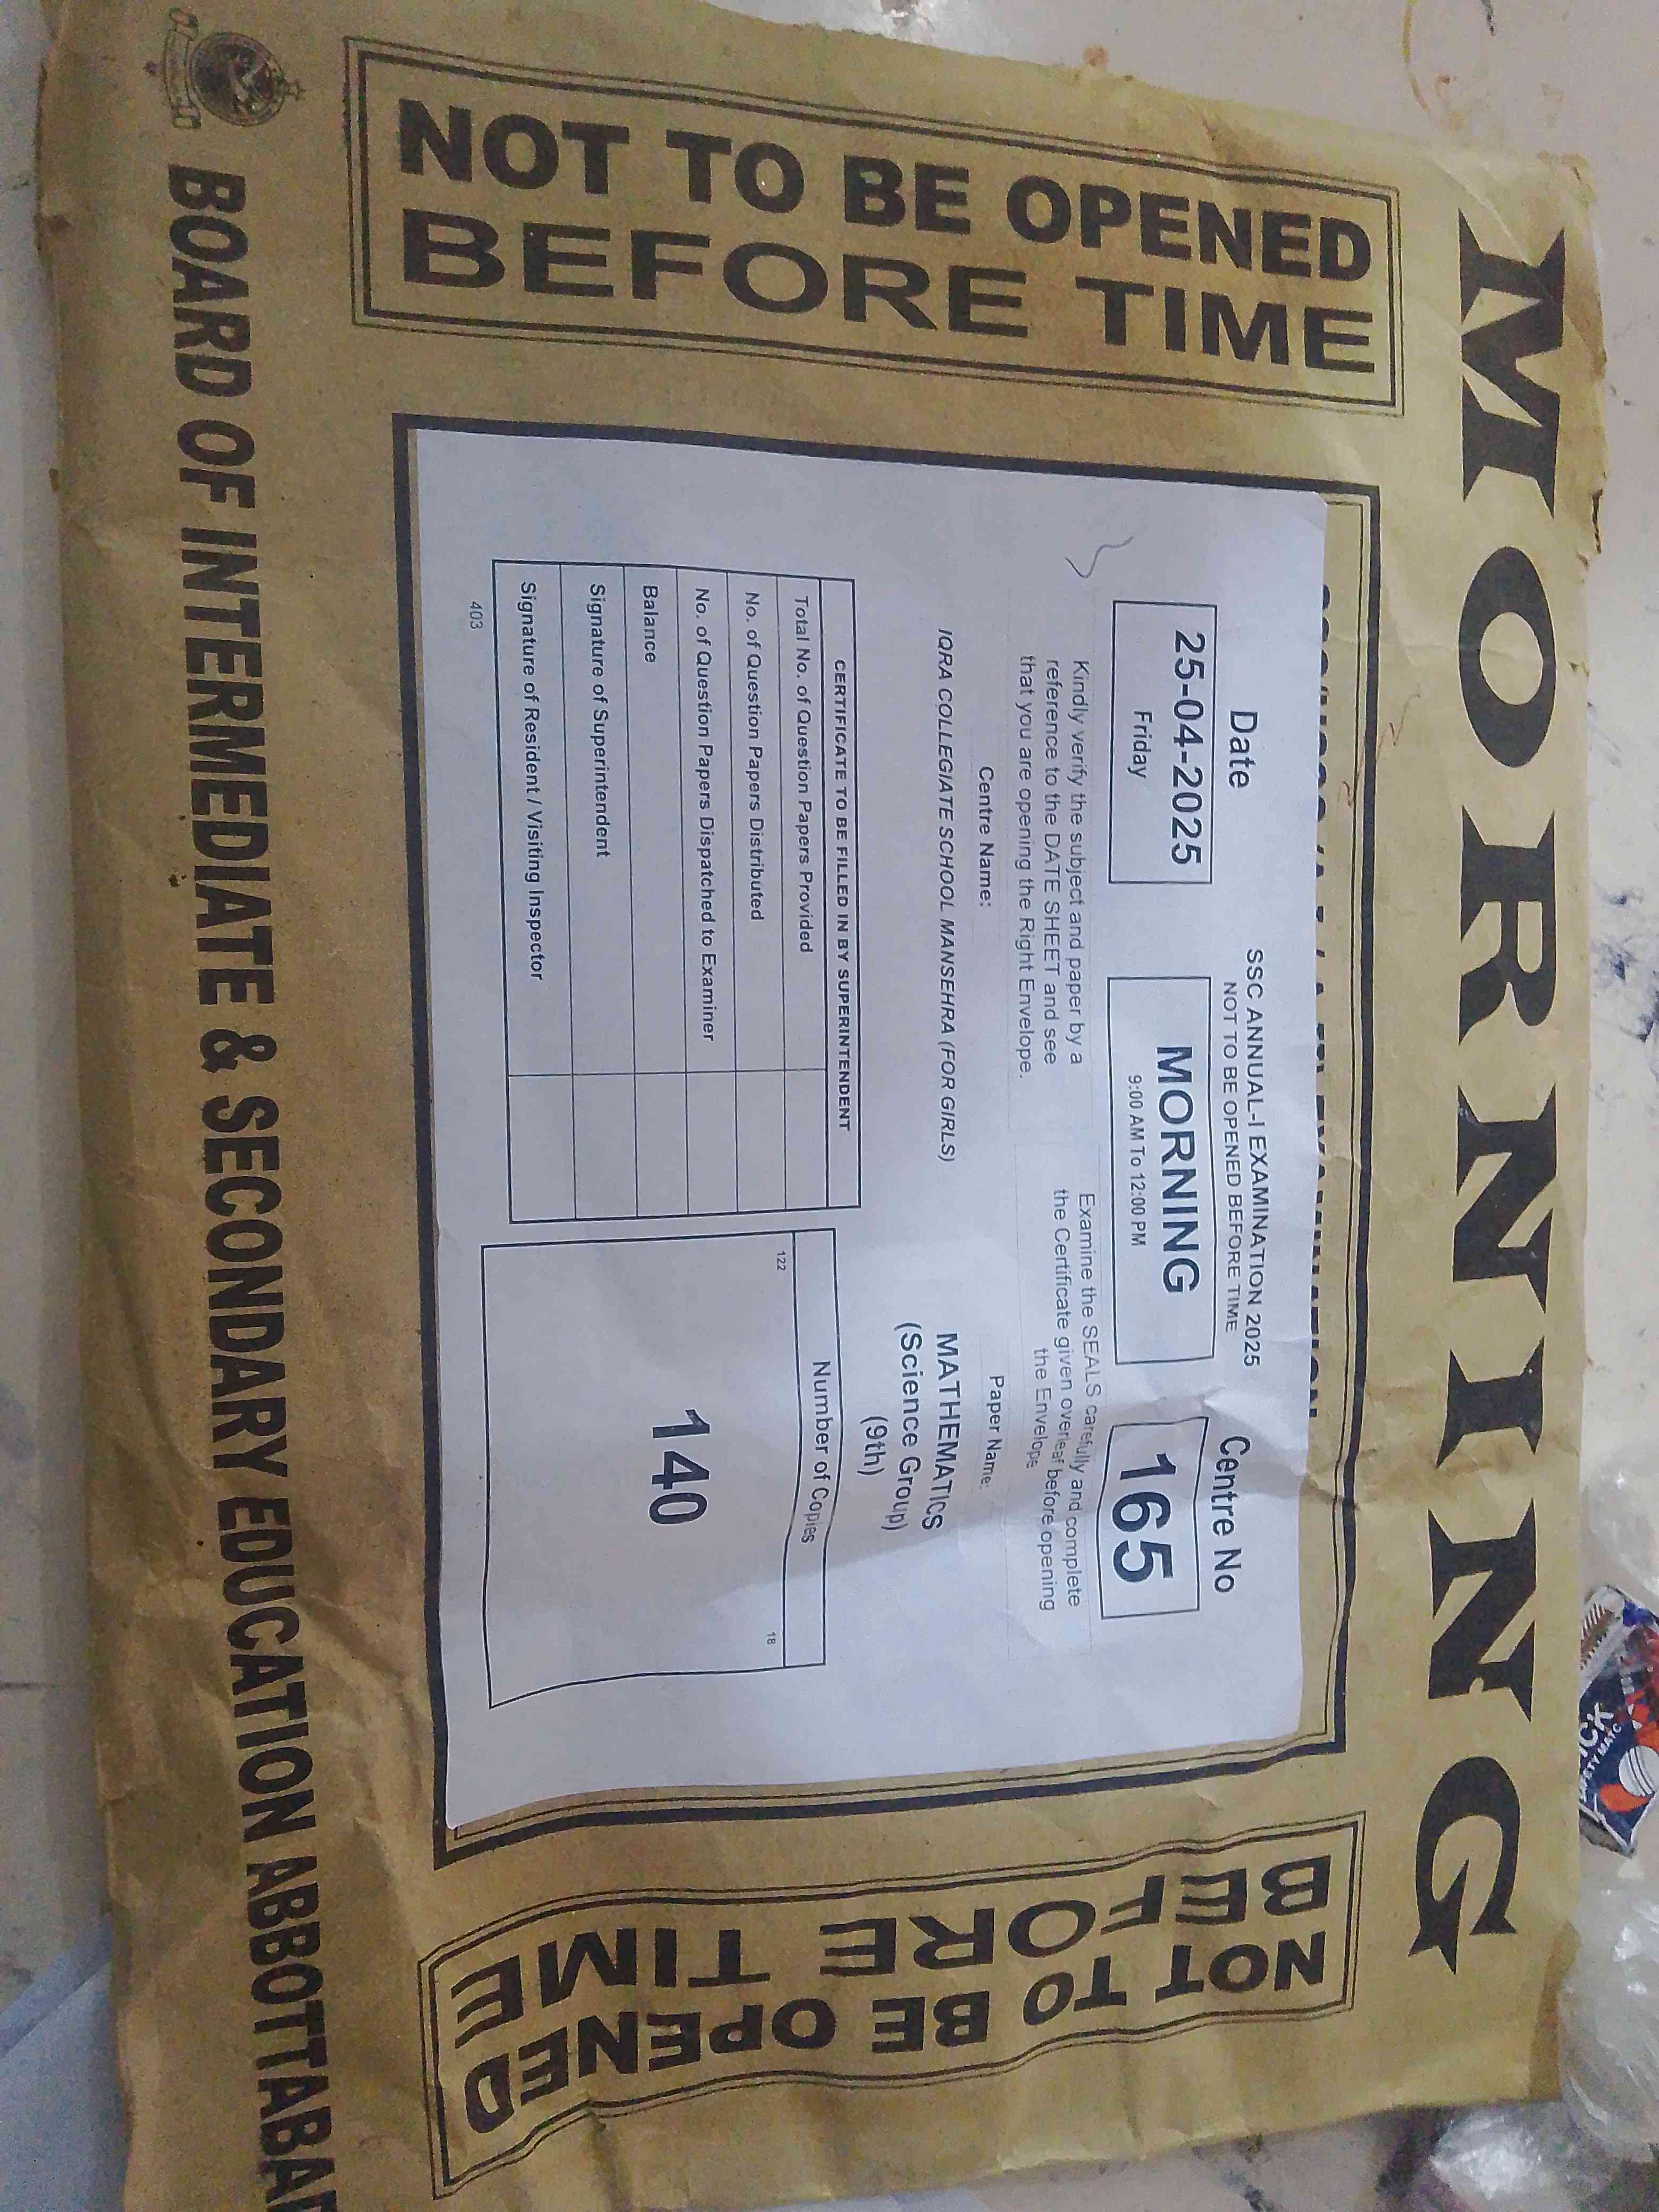 MORNING
NOT TO BE OPENED
BEFORE TIME
SSC ANNUAL-I EXAMINATION 2025
NOT TO BE OPENED BEFORE TIME
Date
25-04-2025
Friday
MORNING
9:00 AM To 12:00 PM
Centre No
165
Kindly verify the subject and paper by a
reference to the DATE SHEET and see
that you are opening the Right Envelope.
Examine the SEALS carefully and complete
the Certificate given overleaf before opening
the Envelope
Centre Name:
IQRA COLLEGIATE SCHOOL MANSEHRA (FOR GIRLS)
Paper Name:
MATHEMATICS
(Science Group)
(9th)
CERTIFICATE TO BE FILLED IN BY SUPERINTENDENT
Total No. of Question Papers Provided
No. of Question Papers Distributed
No. of Question Papers Dispatched to Examiner
Balance
Signature of Superintendent
Signature of Resident / Visiting Inspector
403
Number of Copies
122
18
140
NOT TO BE OPENED
BEFORE TIME
BOARD OF INTERMEDIATE & SECONDARY EDUCATION ABBOTTABA